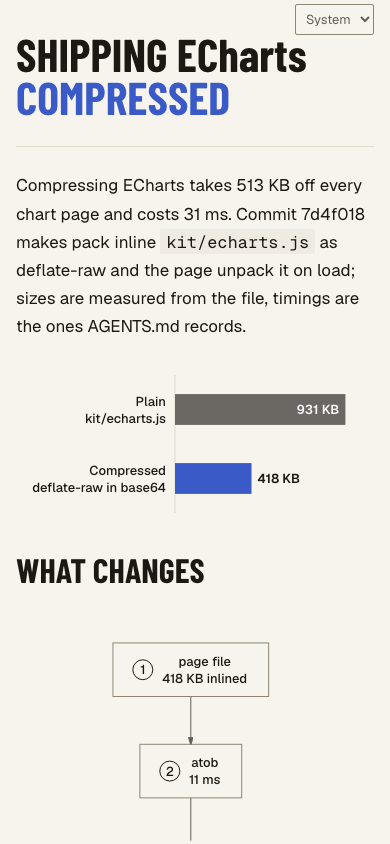 System
SHIPPING ECharts
COMPRESSED
Compressing ECharts takes 513 KB off every
chart page and costs 31 ms. Commit 7d4f018
makes pack inline kit/echarts.js as
deflate-raw and the page unpack it on load;
sizes are measured from the file, timings are
the ones AGENTS.md records.
Plain
kit/echarts.js
931 KB
Compressed
deflate-raw in base64
418 KB
WHAT CHANGES
1
page file
418 KB inlined
2
atob
11 ms